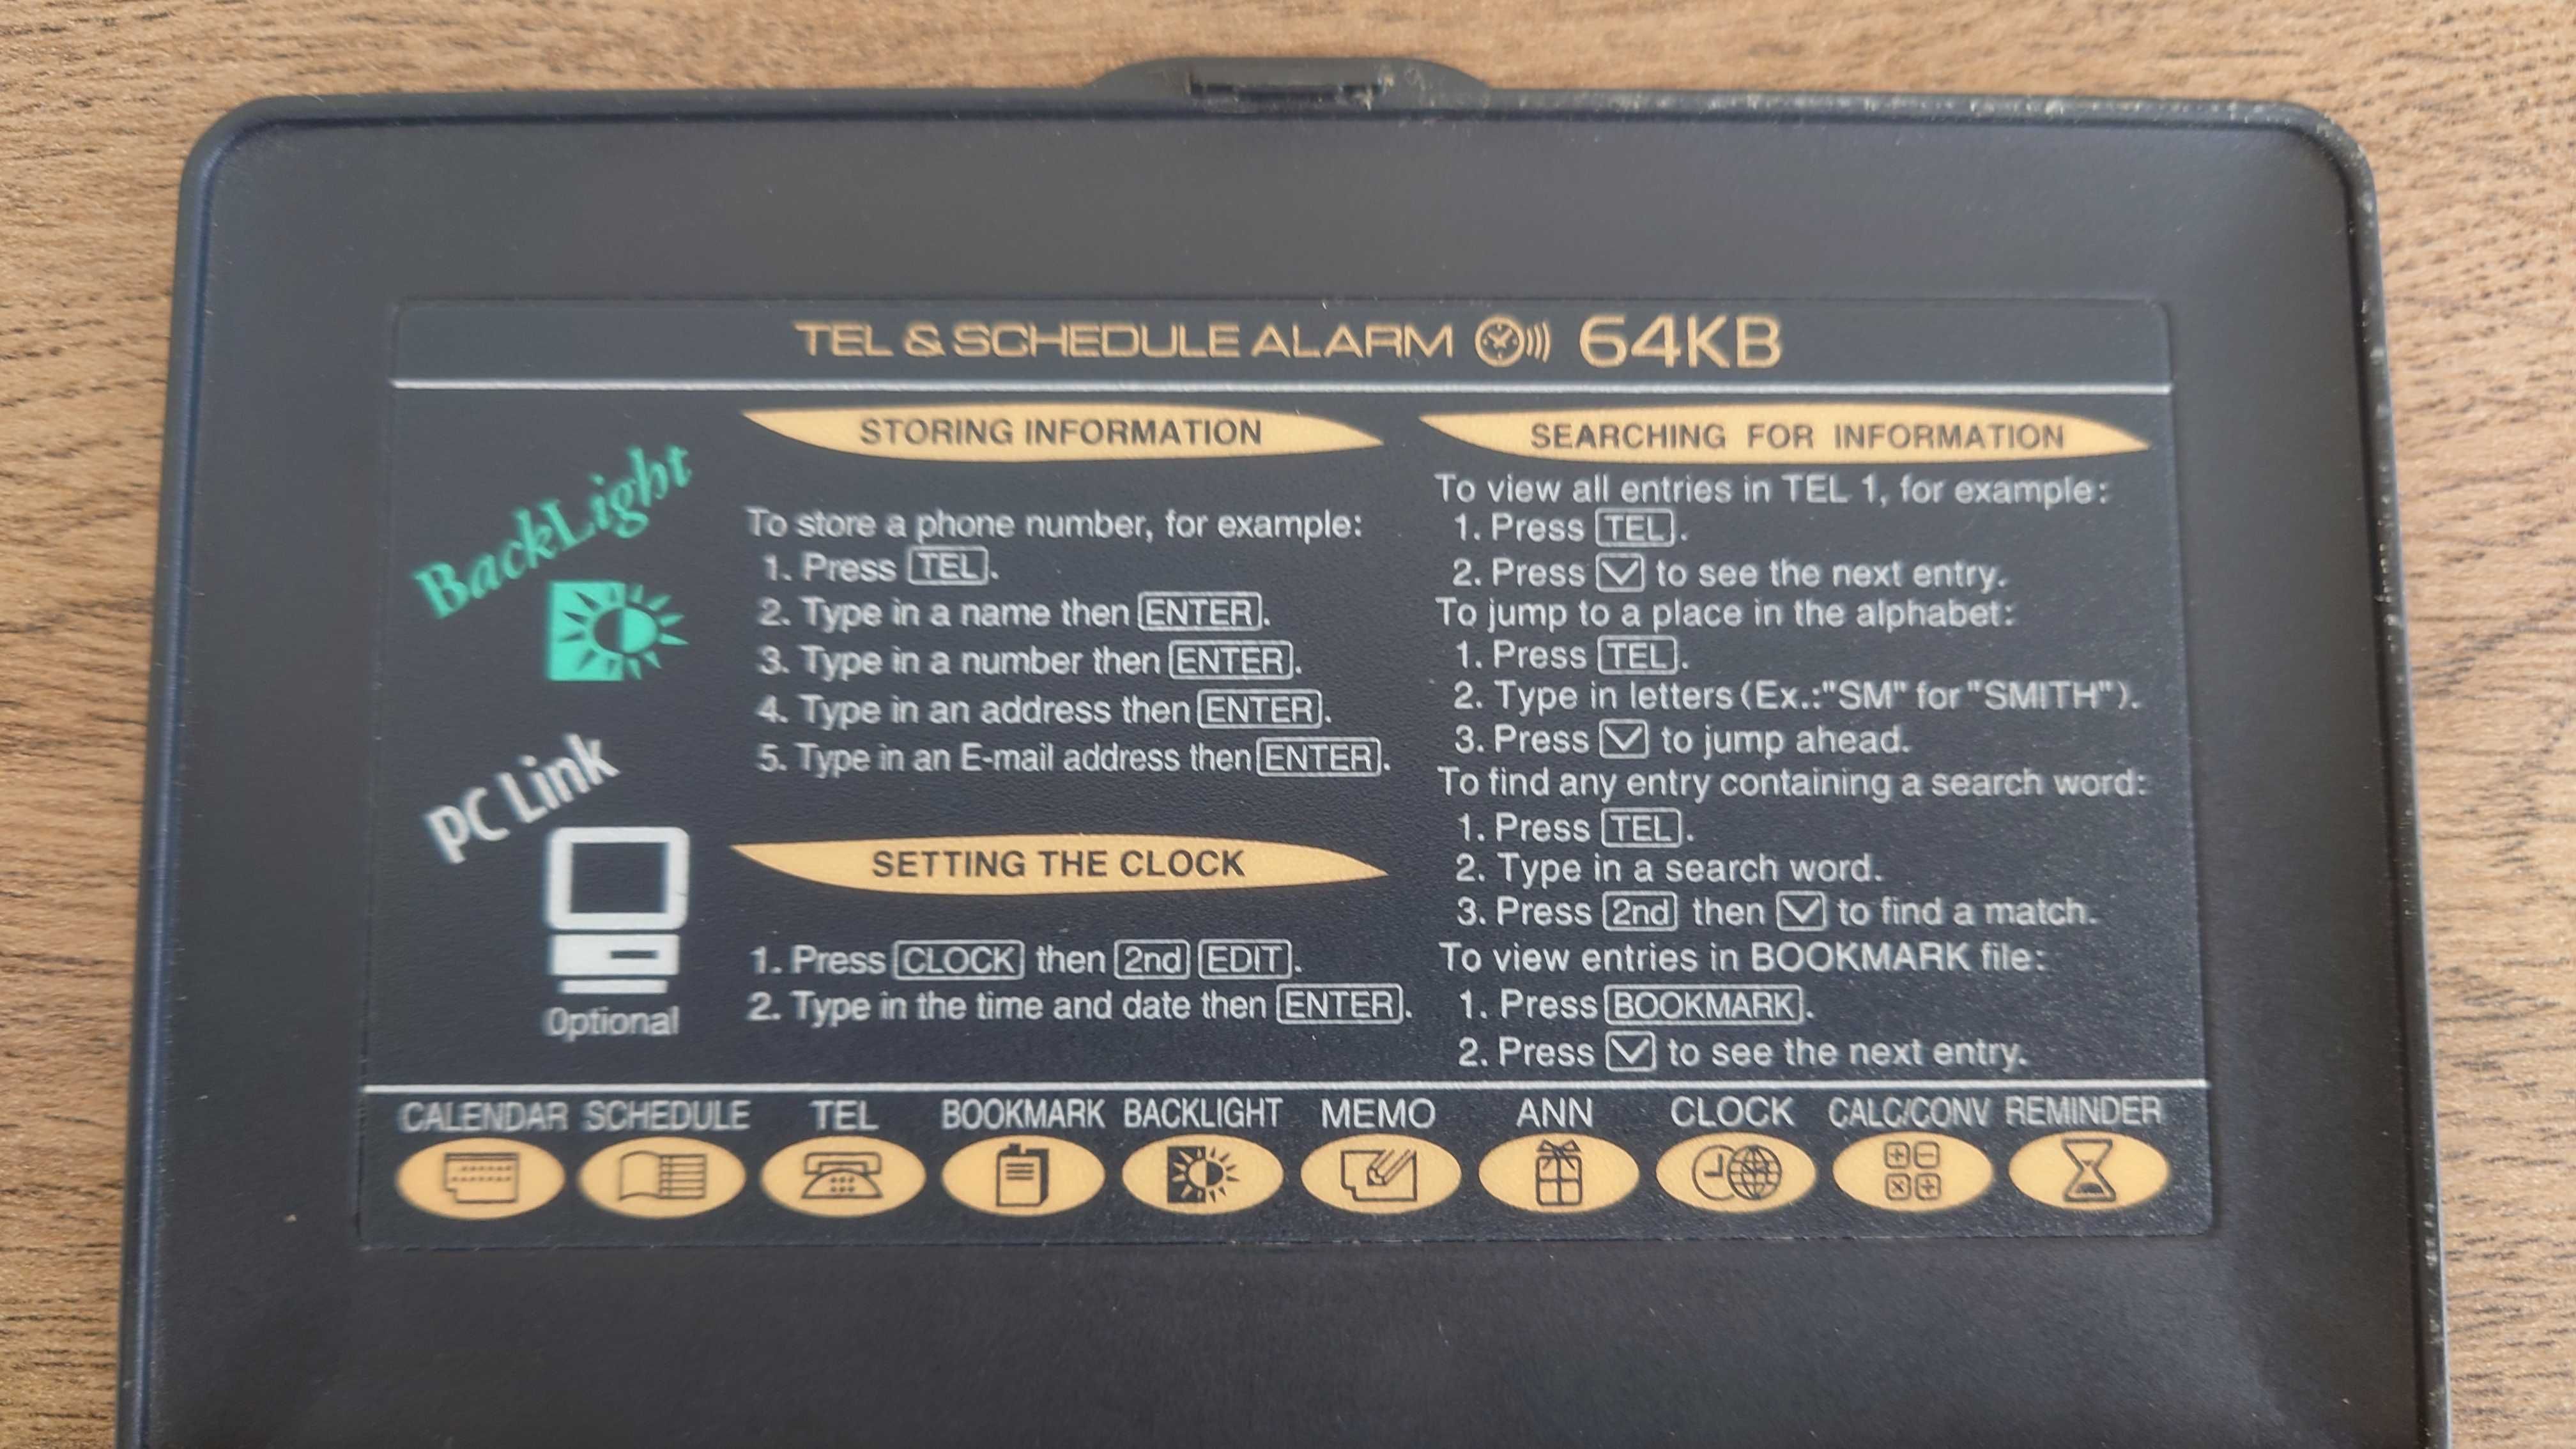 TEL & SCHEDULE ALARM 64KB
BackLight
PC Link
Optional
STORING INFORMATION
To store a phone number, for example:
1. Press TEL.
2. Type in a name then ENTER.
3. Type in a number then ENTER.
4. Type in an address then ENTER.
5. Type in an E-mail address then ENTER.
SETTING THE CLOCK
1. Press CLOCK then 2nd EDIT.
2. Type in the time and date then ENTER.
SEARCHING FOR INFORMATION
To view all entries in TEL 1, for example:
1. Press TEL.
2. Press to see the next entry.
To jump to a place in the alphabet:
1. Press TEL.
2. Type in letters (Ex.:"SM" for "SMITH").
3. Press to jump ahead.
To find any entry containing a search word:
1. Press TEL.
2. Type in a search word.
3. Press 2nd then to find a match.
To view entries in BOOKMARK file:
1. Press BOOKMARK.
2. Press to see the next entry.
CALENDAR SCHEDULE TEL BOOKMARK BACKLIGHT MEMO ANN CLOCK CALC/CONV REMINDER